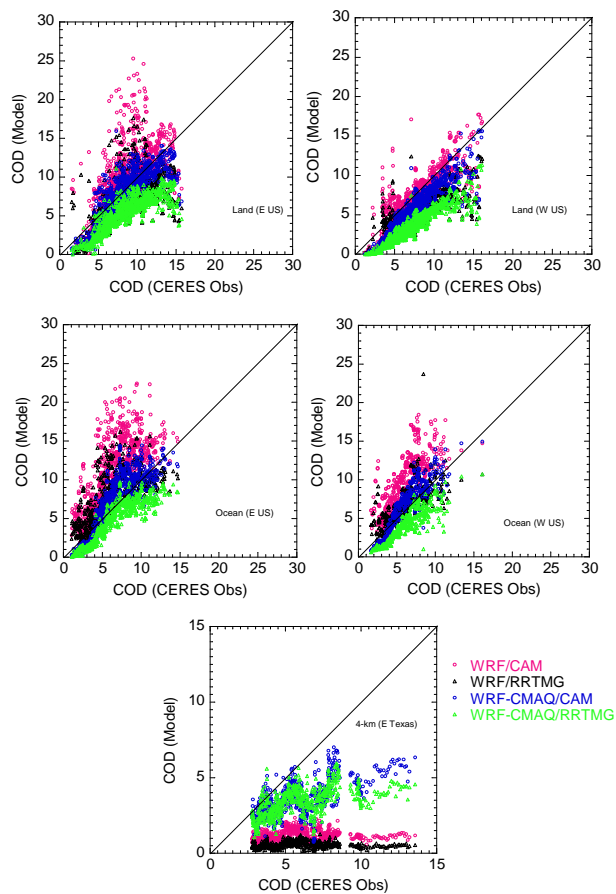 30
25
20
15
10
5
0
0 5 10 15 20 25 30
COD (Model)
COD (CERES Obs)
Land (E US)
30
25
20
15
10
5
0
0 5 10 15 20 25 30
COD (Model)
COD (CERES Obs)
Land (W US)
30
25
20
15
10
5
0
0 5 10 15 20 25 30
COD (Model)
COD (CERES Obs)
Ocean (E US)
30
25
20
15
10
5
0
0 5 10 15 20 25 30
COD (Model)
COD (CERES Obs)
Ocean (W US)
15
10
5
0
0 5 10 15
COD (Model)
COD (CERES Obs)
4-km (E Texas)
WRF/CAM
WRF/RRTMG
WRF-CMAQ/CAM
WRF-CMAQ/RRTMG